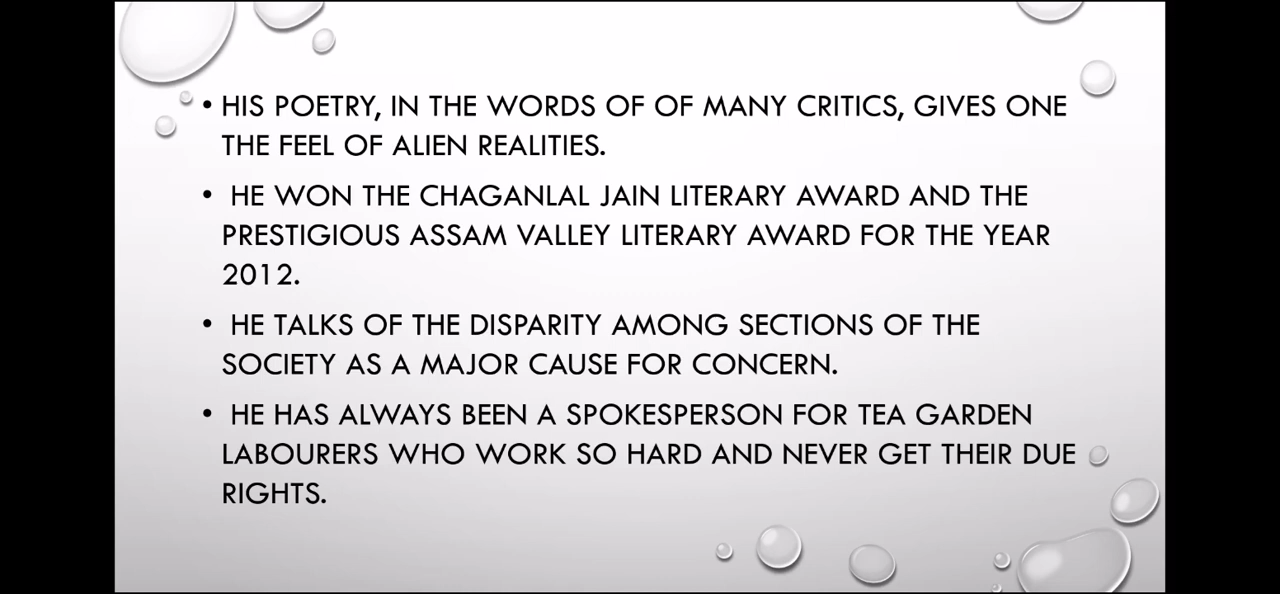 • HIS POETRY, IN THE WORDS OF OF MANY CRITICS, GIVES ONE
THE FEEL OF ALIEN REALITIES.
• HE WON THE CHAGANLAL JAIN LITERARY AWARD AND THE
PRESTIGIOUS ASSAM VALLEY LITERARY AWARD FOR THE YEAR
2012.
• HE TALKS OF THE DISPARITY AMONG SECTIONS OF THE
SOCIETY AS A MAJOR CAUSE FOR CONCERN.
• HE HAS ALWAYS BEEN A SPOKESPERSON FOR TEA GARDEN
LABOURERS WHO WORK SO HARD AND NEVER GET THEIR DUE
RIGHTS.